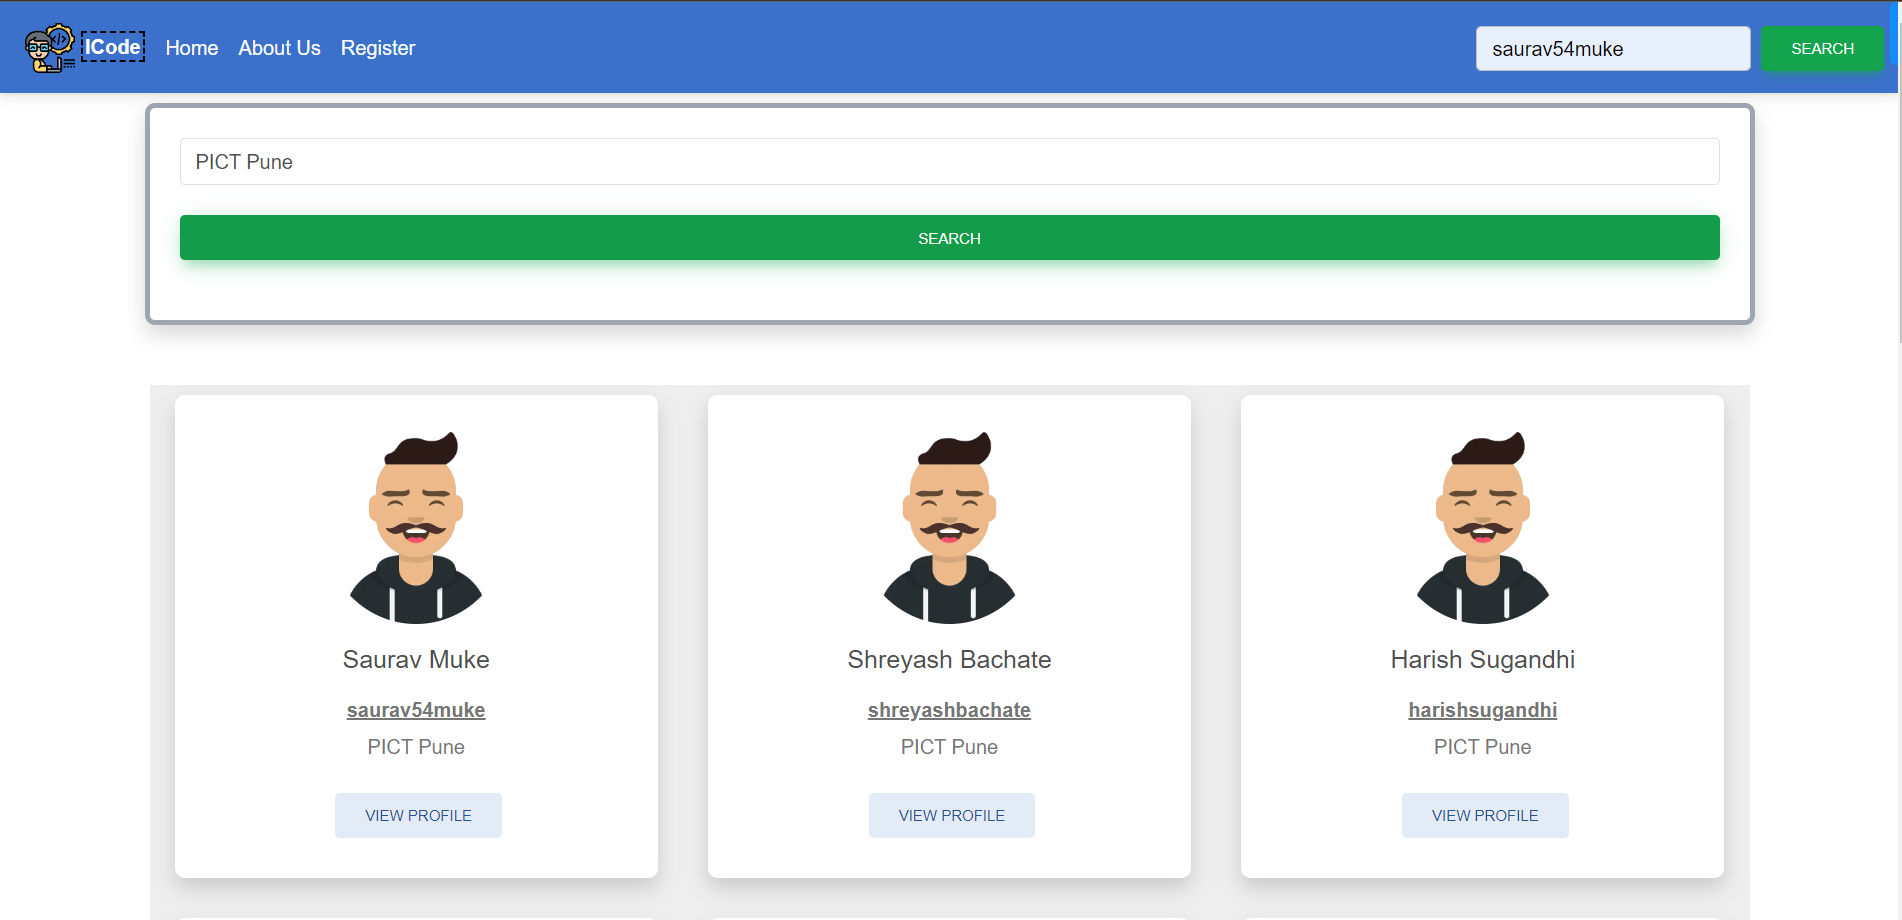 ICode Home About Us Register saurav54muke SEARCH
PICT Pune
SEARCH
Saurav Muke
saurav54muke
PICT Pune
VIEW PROFILE
Shreyash Bachate
shreyashbachate
PICT Pune
VIEW PROFILE
Harish Sugandhi
harishsugandhi
PICT Pune
VIEW PROFILE